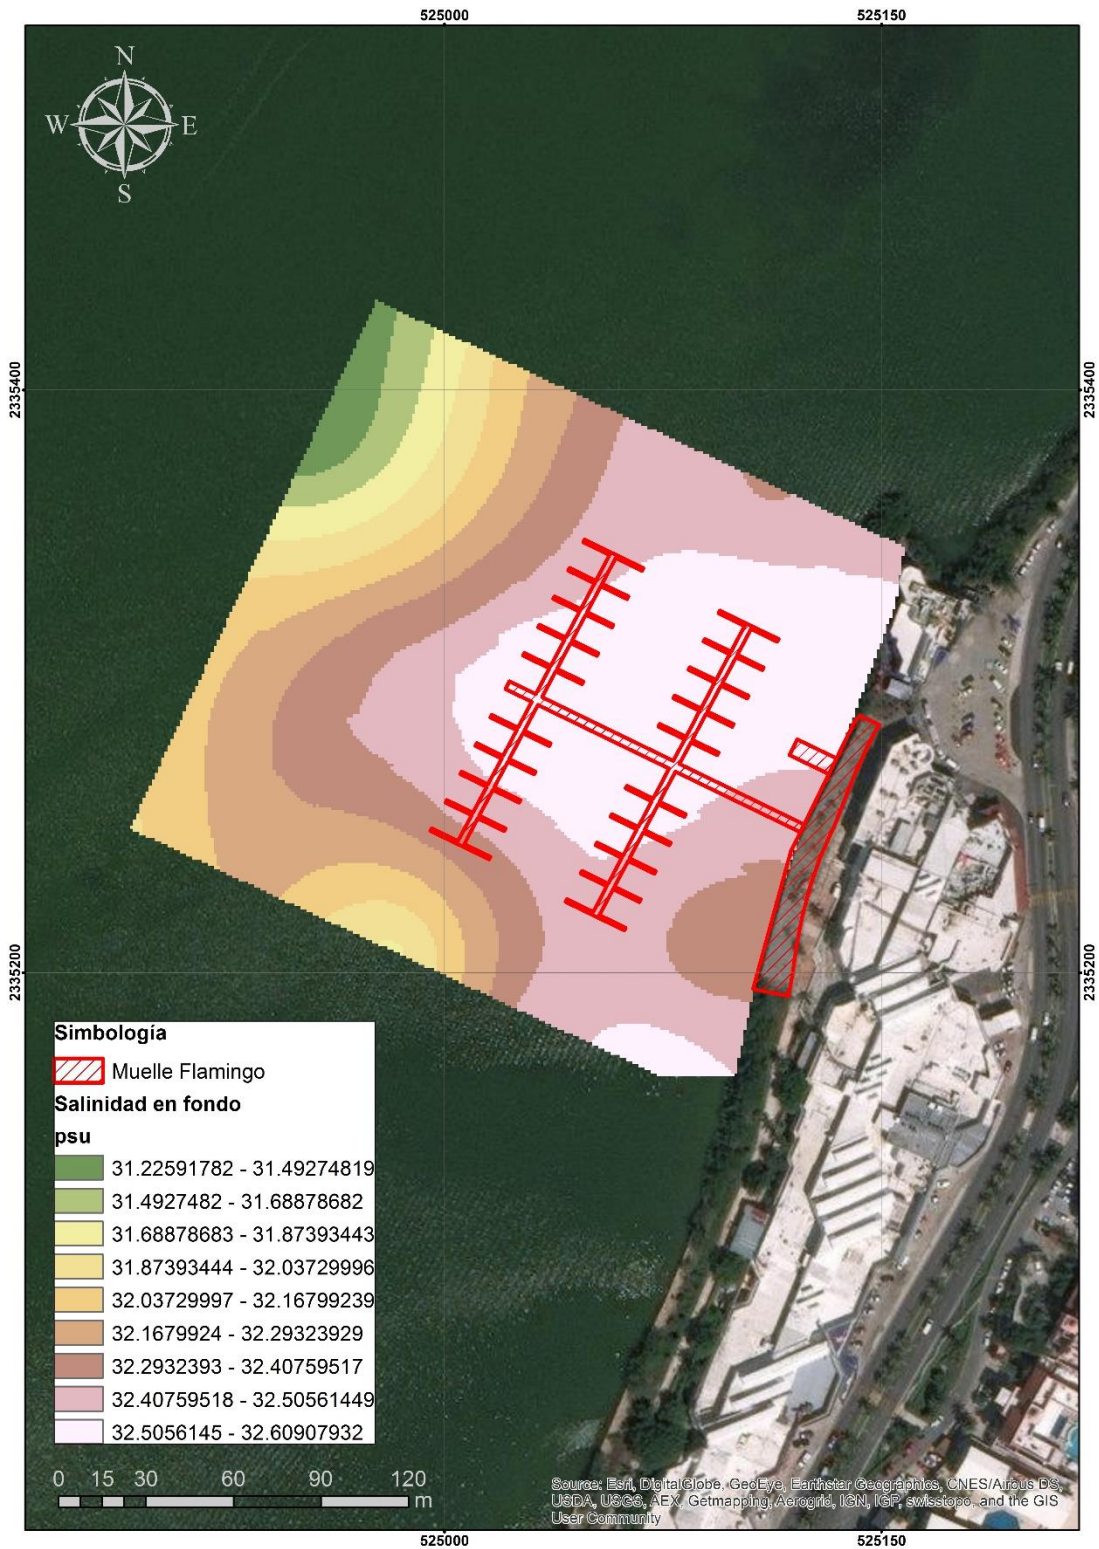 525000 525150
N
W E
S
2335400 2335400
2335200 2335200
Simbología
Muelle Flamingo
Salinidad en fondo
psu
31.22591782 - 31.49274819
31.4927482 - 31.68878682
31.68878683 - 31.87393443
31.87393444 - 32.03729996
32.03729997 - 32.16799239
32.1679924 - 32.29323929
32.2932393 - 32.40759517
32.40759518 - 32.50561449
32.5056145 - 32.60907932
0 15 30 60 90 120
m
Source: Esri, DigitalGlobe, GeoEye, Earthstar Geographics, CNES/Airbus DS,
USDA, USGS, AEX, Getmapping, Aerogrid, IGN, IGP, swisstopo, and the GIS
User Community
525000 525150